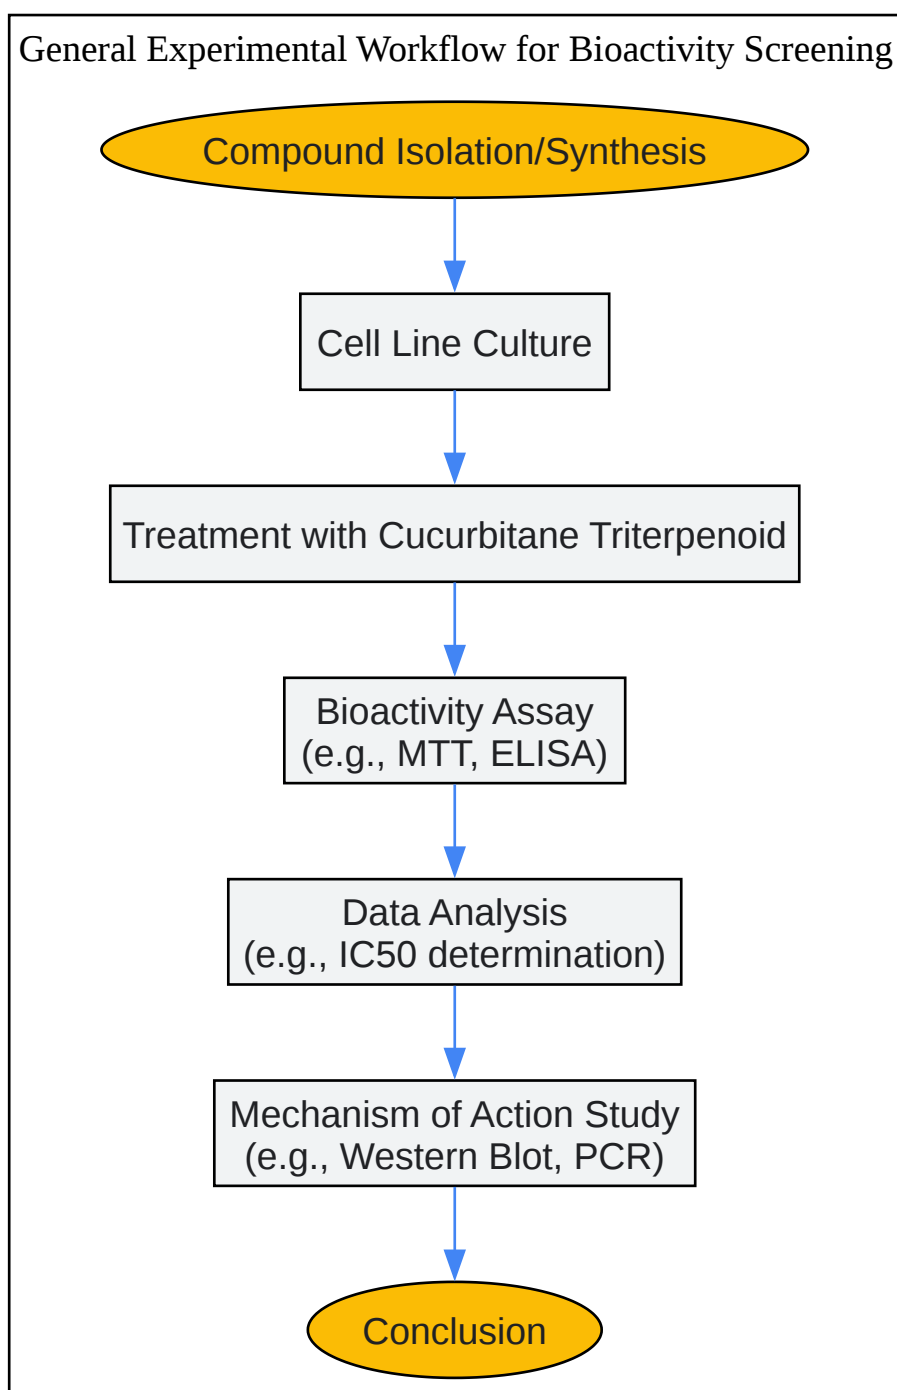 General Experimental Workflow for Bioactivity Screening
Compound Isolation/Synthesis
Cell Line Culture
Treatment with Cucurbitane Triterpenoid
Bioactivity Assay
(e.g., MTT, ELISA)
Data Analysis
(e.g., IC50 determination)
Mechanism of Action Study
(e.g., Western Blot, PCR)
Conclusion